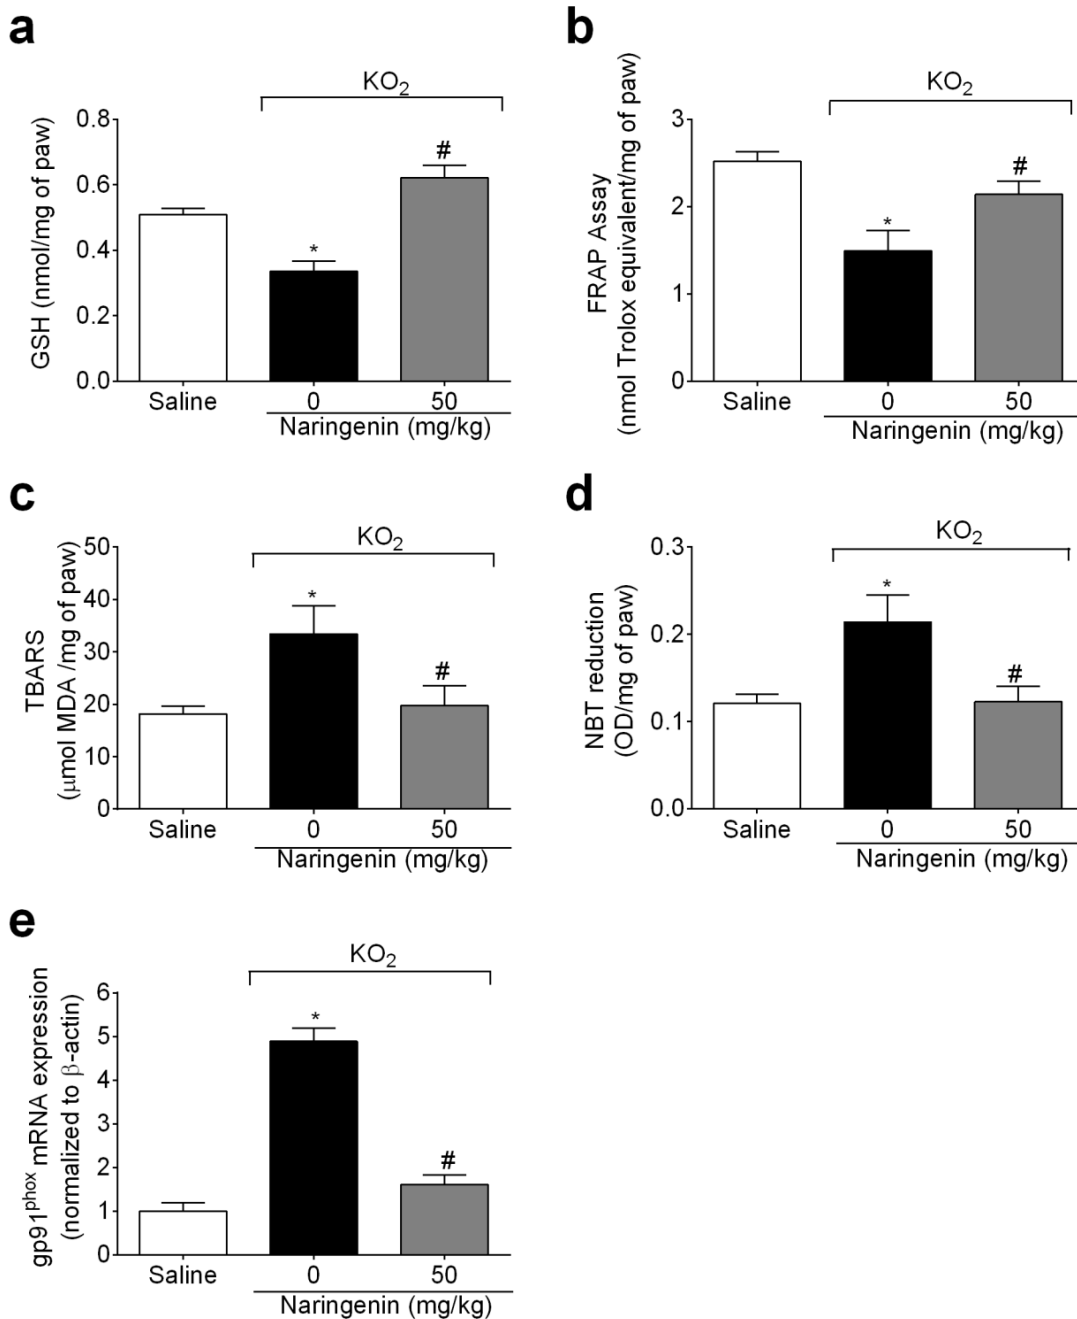 a
KO2
GSH (nmol/mg of paw)
0.8
0.6
0.4
0.2
0.0
*
#
Saline
0
50
Naringenin (mg/kg)
b
KO2
FRAP Assay
(nmol Trolox equivalent/mg of paw)
3
2
1
0
*
#
Saline
0
50
Naringenin (mg/kg)
c
KO2
TBARS
(μmol MDA /mg of paw)
50
40
30
20
10
0
*
#
Saline
0
50
Naringenin (mg/kg)
d
KO2
NBT reduction
(OD/mg of paw)
0.3
0.2
0.1
0.0
*
#
Saline
0
50
Naringenin (mg/kg)
e
KO2
gp91phox mRNA expression
(normalized to β-actin)
6
5
4
3
2
1
0
*
#
Saline
0
50
Naringenin (mg/kg)